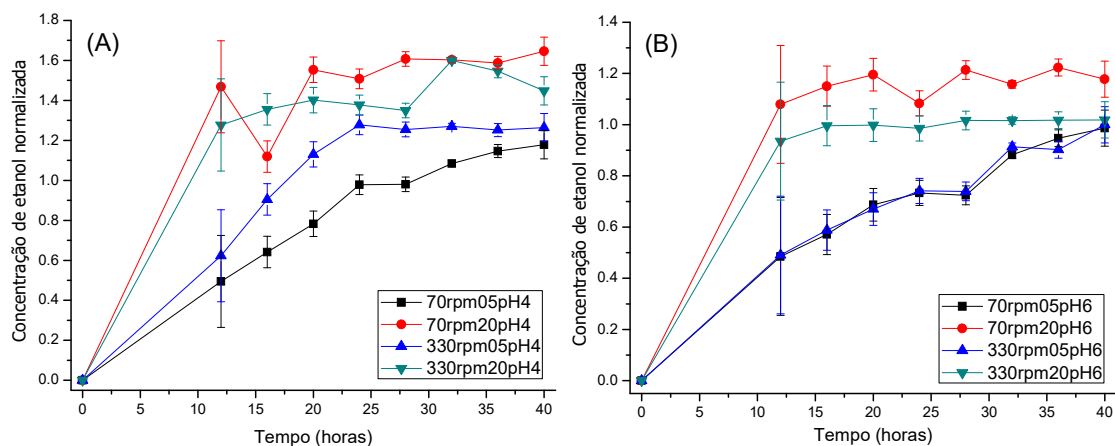 (A)
Concentração de etanol normalizada
1.8
1.6
1.4
1.2
1.0
0.8
0.6
0.4
0.2
0.0
0 5 10 15 20 25 30 35 40
Tempo (horas)
70rpm05pH4
70rpm20pH4
330rpm05pH4
330rpm20pH4
(B)
Concentração de etanol normalizada
1.4
1.2
1.0
0.8
0.6
0.4
0.2
0.0
0 5 10 15 20 25 30 35 40
Tempo (horas)
70rpm05pH6
70rpm20pH6
330rpm05pH6
330rpm20pH6